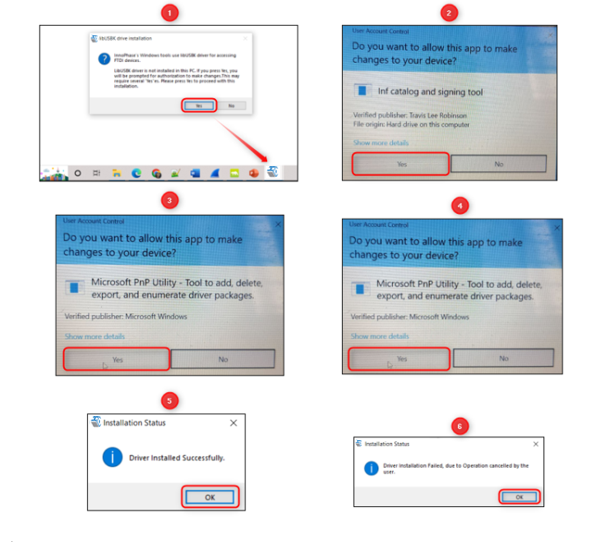 1
libUSBK drive installation
InnoPhase's Windows tools use libUSBK driver for accessing
FTDI devices.
LibUSBK driver is not installed in this PC. If you press Yes, you
will be prompted for authorisation to make changes.This may
require several 'Yes'es. Please press Yes to proceed with this
installation.
Yes
No
2
User Account Control
Do you want to allow this app to make
changes to your device?
Inf catalog and signing tool
Verified publisher: Travis Lee Robinson
File origin: Hard drive on this computer
Show more details
Yes
No
3
User Account Control
Do you want to allow this app to make
changes to your device?
Microsoft PnP Utility - Tool to add, delete,
export, and enumerate driver packages.
Verified publisher: Microsoft Windows
Show more details
Yes
No
4
User Account Control
Do you want to allow this app to make
changes to your device?
Microsoft PnP Utility - Tool to add, delete,
export, and enumerate driver packages.
Verified publisher: Microsoft Windows
Show more details
Yes
No
5
Installation Status
Driver Installed Successfully.
OK
6
Installation Status
Driver Installation Failed, due to Operation cancelled by the
user.
OK